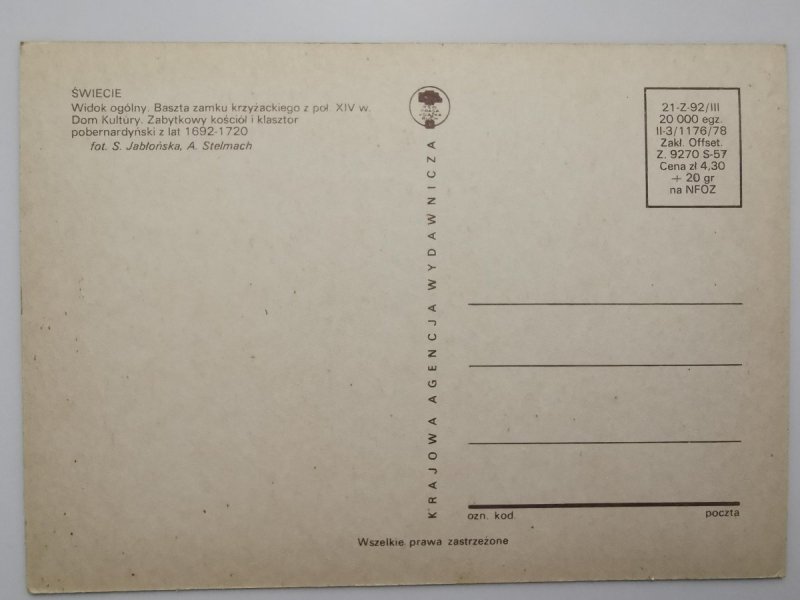 ŚWIECIE
Widok ogólny. Baszta zamku krzyżackiego z poł. XIV w.
Dom Kultury. Zabytkowy kościół i klasztor
pobernardyński z lat 1692-1720
fot. S. Jabłońska, A. Stelmach
KRAJOWA AGENCJA WYDAWNICZA
21-Z-92/III
20 000 egz.
II-3/1176/78
Zakł. Offset.
Z. 9270 S-57
Cena zł 4,30
+ 20 gr
na NFOZ
ozn. kod.
poczta
Wszelkie prawa zastrzeżone